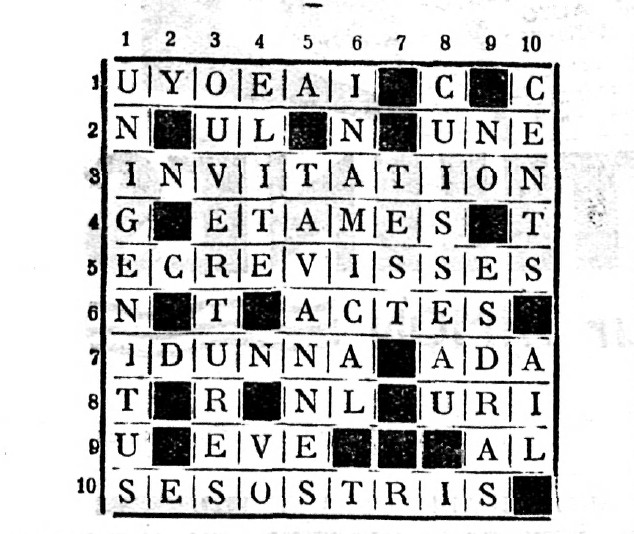 1 2 3 4 5 6 7 8 9 10
1 U Y O E A I C C
2 N U L N U N E
3 I N V I T A T I O N
4 G E T A M E S T
5 E C R E V I S S E S
6 N T A C T E S
7 I D U N N A A D A
8 T R N L U R I
9 U E V E A L
10 S E S O S T R I S